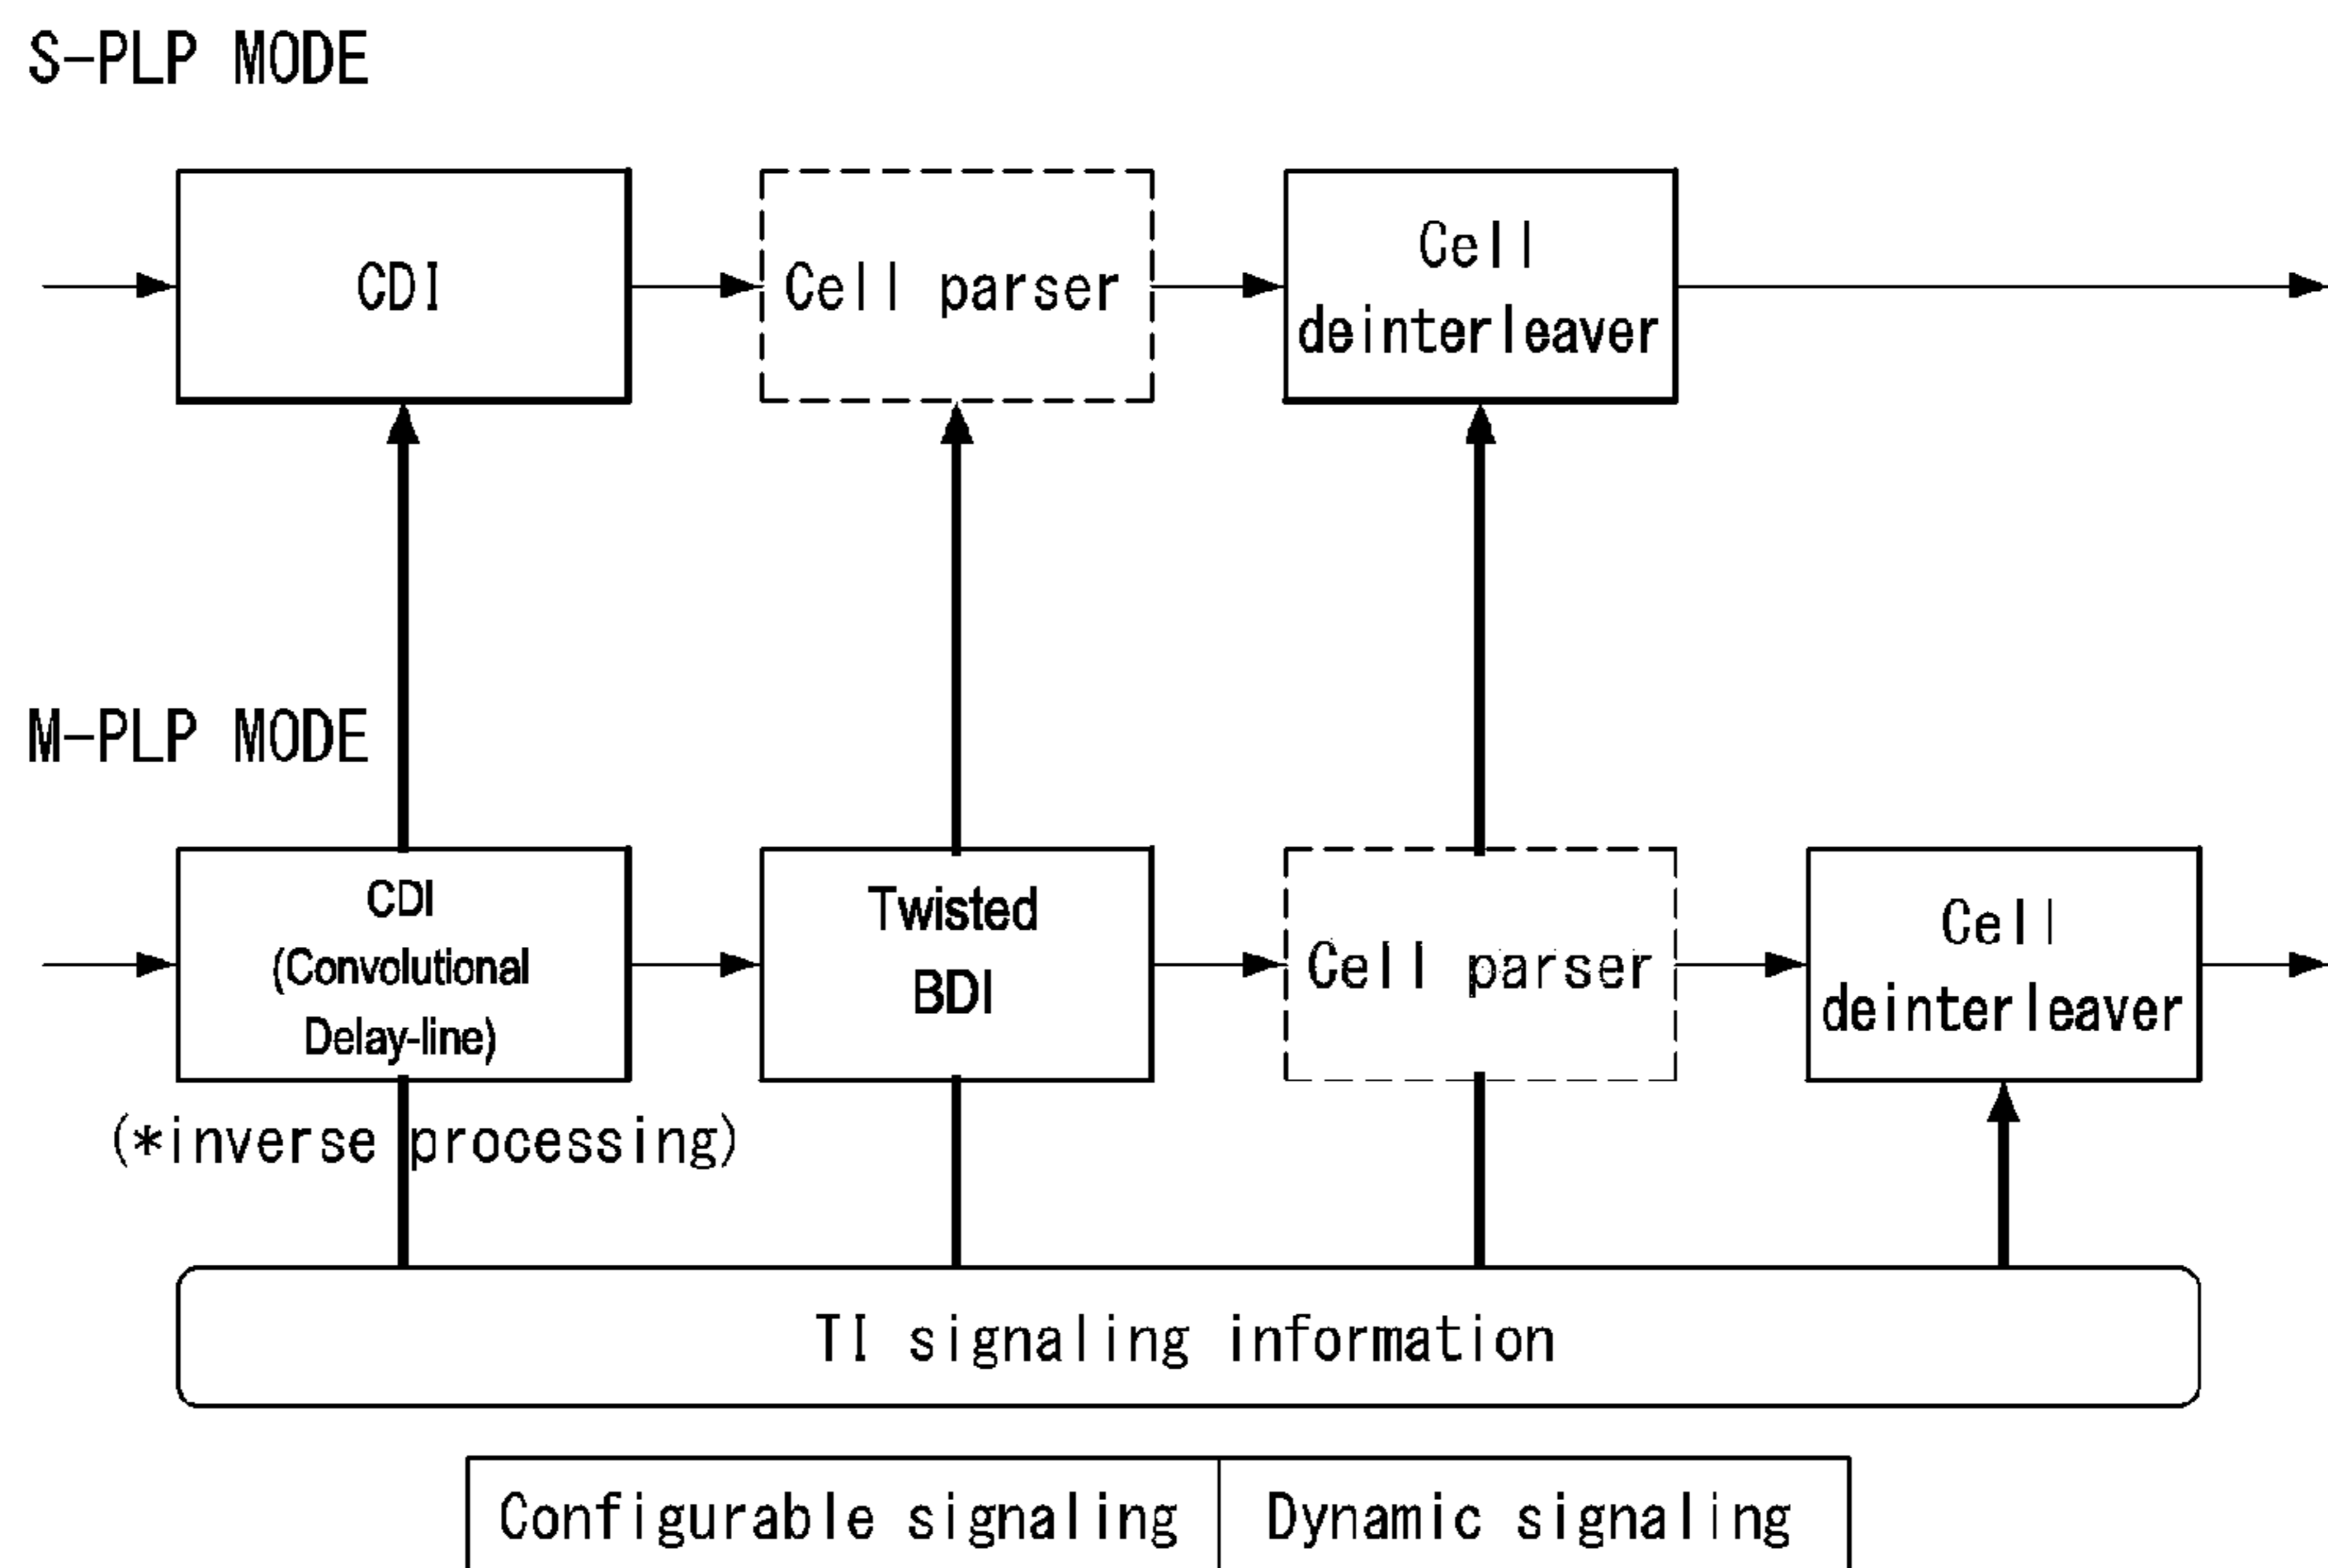 S-PLP MODE
CDI
Cell parser
Cell
deinterleaver
M-PLP MODE
CDI
(Convolutional
Delay-line)
Twisted
BDI
Cell parser
Cell
deinterleaver
(*inverse processing)
TI signaling information
Configurable signaling
Dynamic signaling